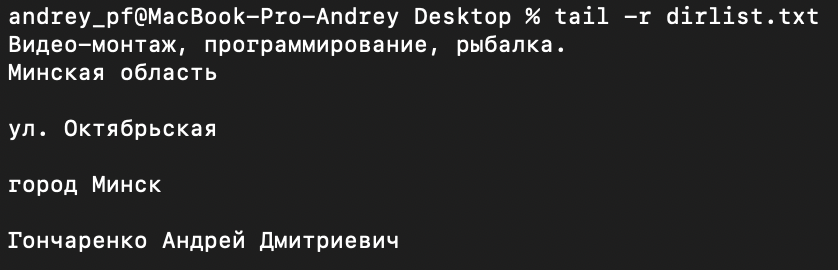 andrey_pf@MacBook-Pro-Andrey Desktop % tail -r dirlist.txt
Видео-монтаж, программирование, рыбалка.
Минская область
ул. Октябрьская
город Минск
Гончаренко Андрей Дмитриевич